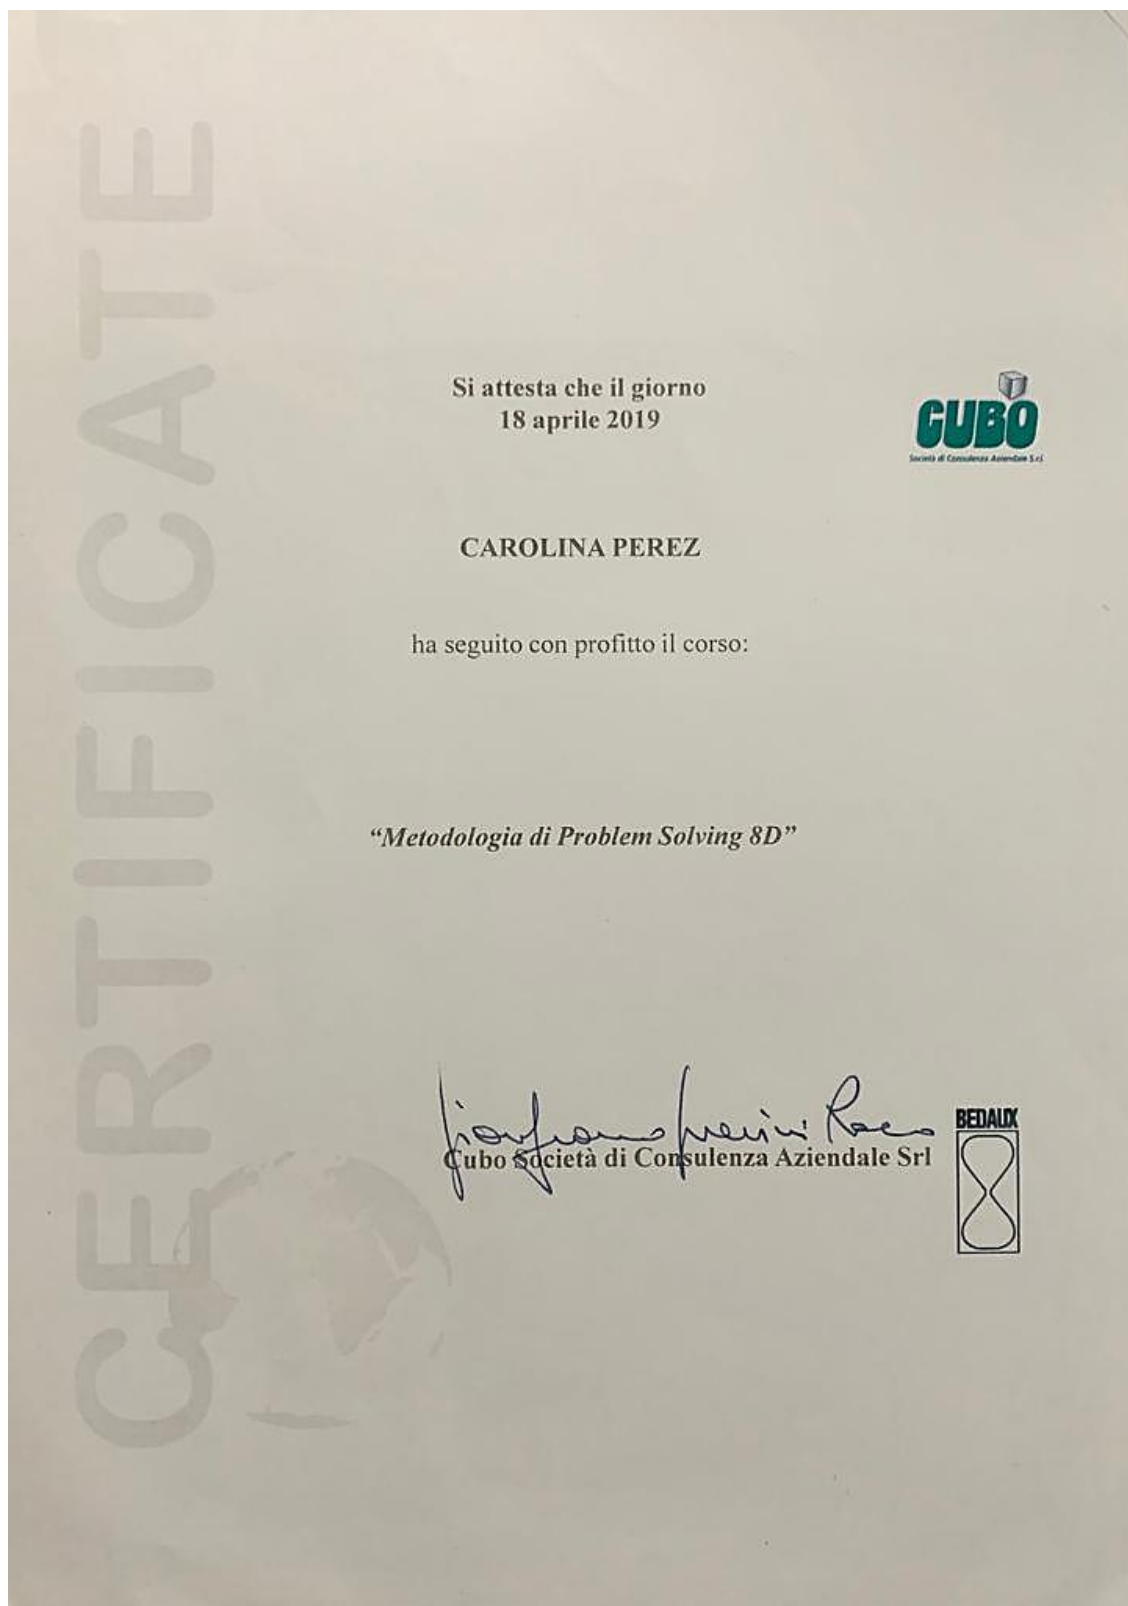 CERTIFICATE
Si attesta che il giorno
18 aprile 2019
CUBO
Società di Consulenza Aziendale S.r.l.
CAROLINA PEREZ
ha seguito con profitto il corso:
“Metodologia di Problem Solving 8D”
BEDAUX
Cubo Società di Consulenza Aziendale Srl